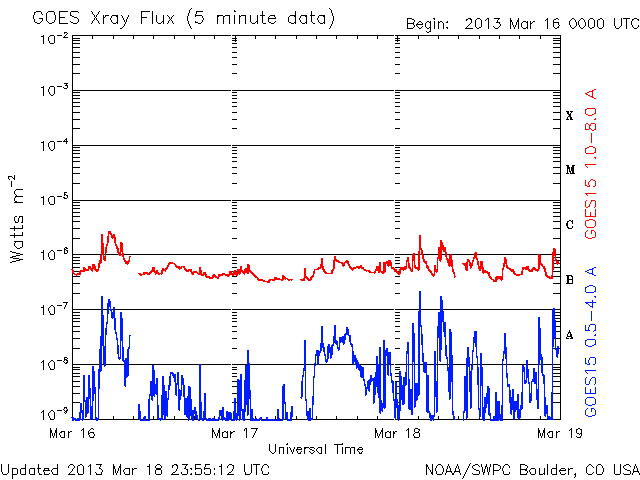 GOES Xray Flux (5 minute data)
Begin: 2013 Mar 16 0000 UTC
10-2
10-3
10-4
10-5
10-6
10-7
10-8
10-9
Watts m-2
X
M
C
B
A
GOES15 1.0-8.0 A
GOES15 0.5-4.0 A
Mar 16 Mar 17 Mar 18 Mar 19
Universal Time
Updated 2013 Mar 18 23:55:12 UTC
NOAA/SWPC Boulder, CO USA